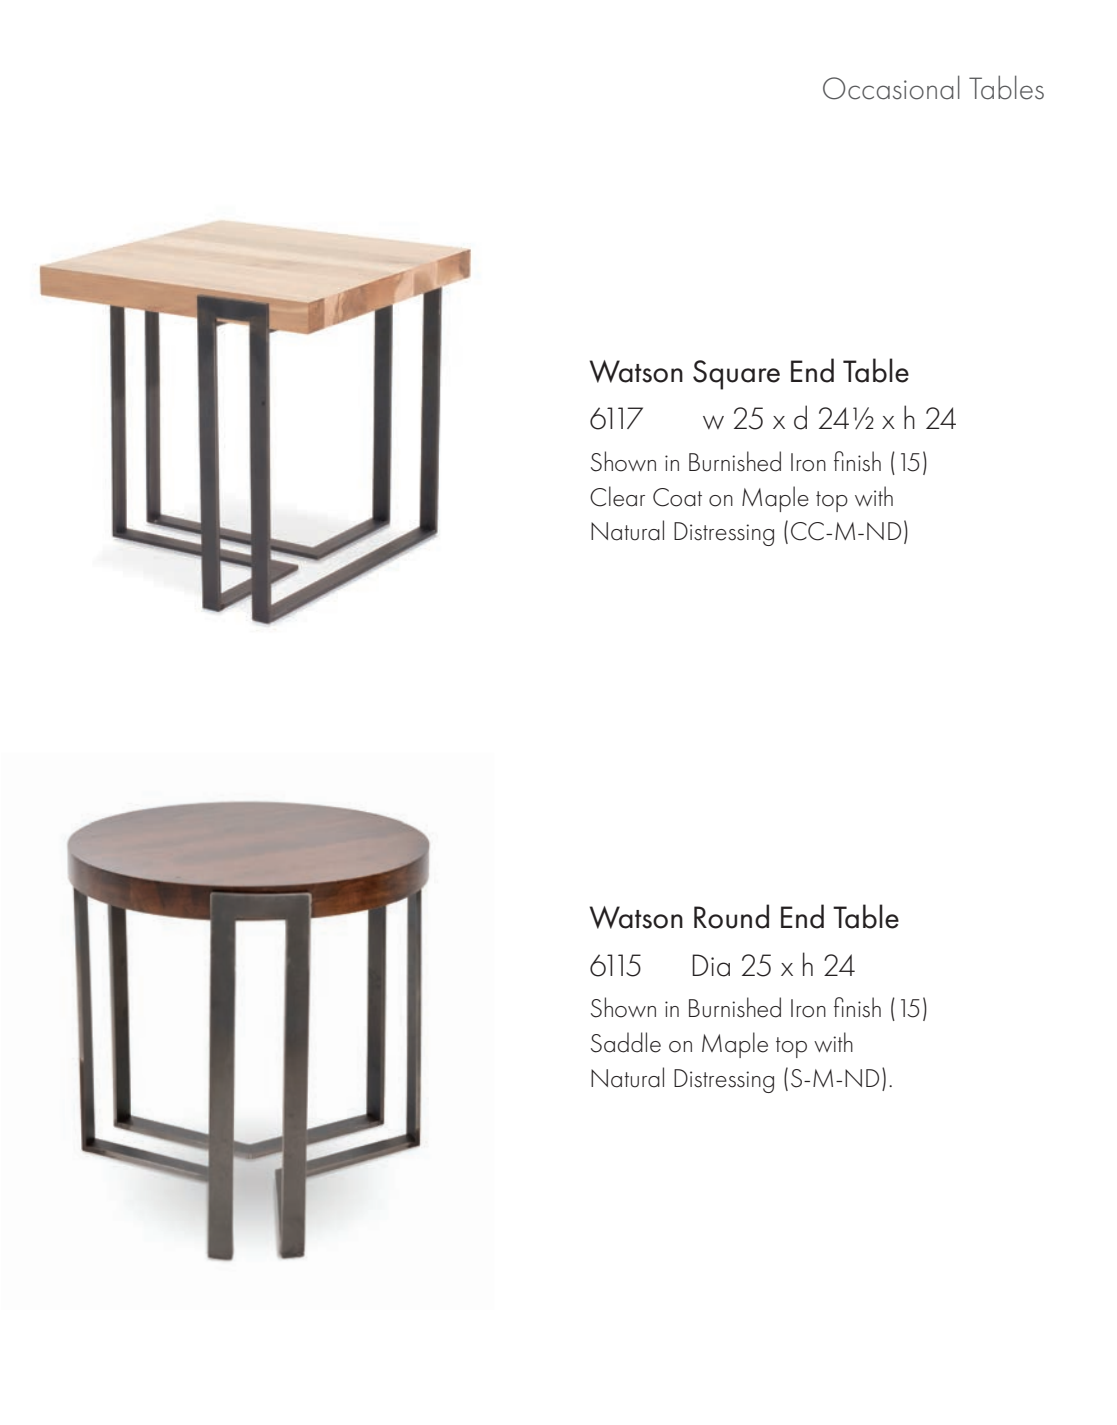 Occasional Tables
Watson Square End Table
6117 w 25 x d 24½ x h 24
Shown in Burnished Iron finish (15)
Clear Coat on Maple top with
Natural Distressing (CC-M-ND)
Watson Round End Table
6115 Dia 25 x h 24
Shown in Burnished Iron finish (15)
Saddle on Maple top with
Natural Distressing (S-M-ND).